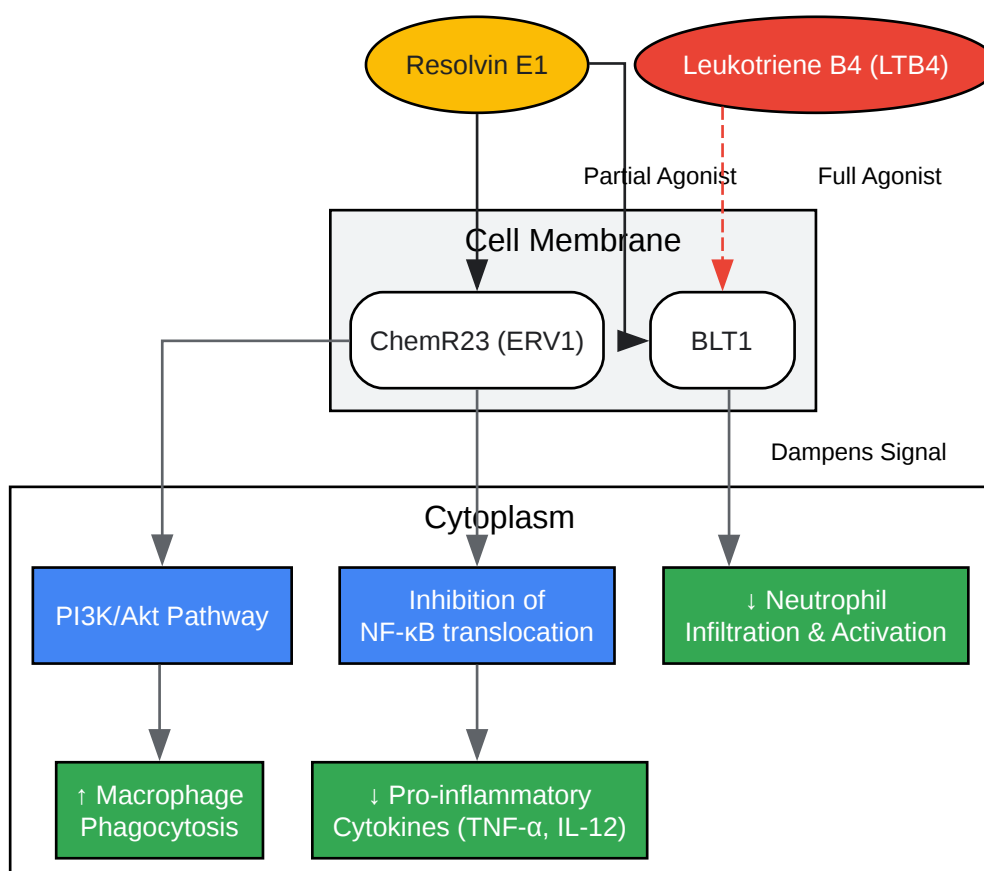 Resolvin E1
Leukotriene B4 (LTB4)
Partial Agonist
Full Agonist
Cell Membrane
ChemR23 (ERV1)
BLT1
Dampens Signal
Cytoplasm
PI3K/Akt Pathway
Inhibition of
NF-κB translocation
↓ Neutrophil
Infiltration & Activation
↑ Macrophage
Phagocytosis
↓ Pro-inflammatory
Cytokines (TNF-α, IL-12)